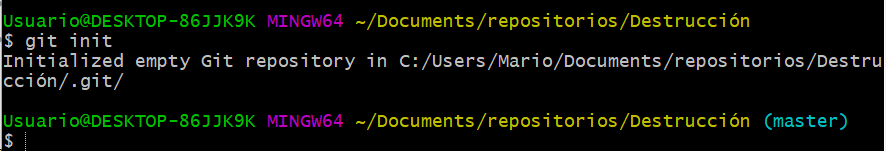 Usuario@DESKTOP-86JJK9K MINGW64 ~/Documents/repositorios/Destrucción
$ git init
Initialized empty Git repository in C:/Users/Mario/Documents/repositorios/Destru
cción/.git/
Usuario@DESKTOP-86JJK9K MINGW64 ~/Documents/repositorios/Destrucción (master)
$